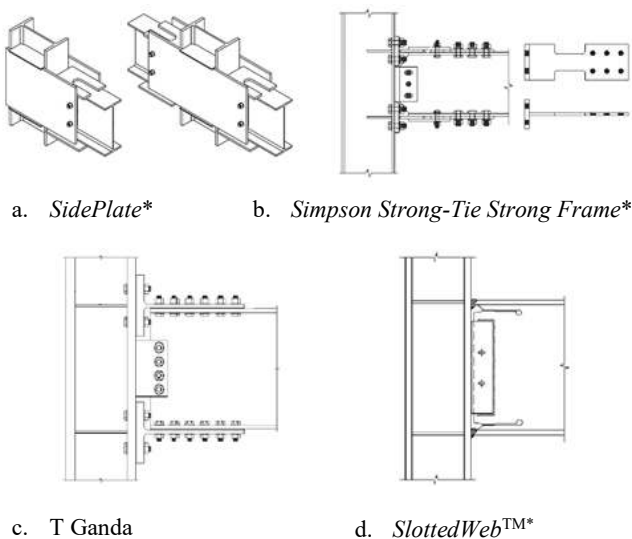 a. SidePlate*
b. Simpson Strong-Tie Strong Frame*
c. T Ganda
d. SlottedWeb™*